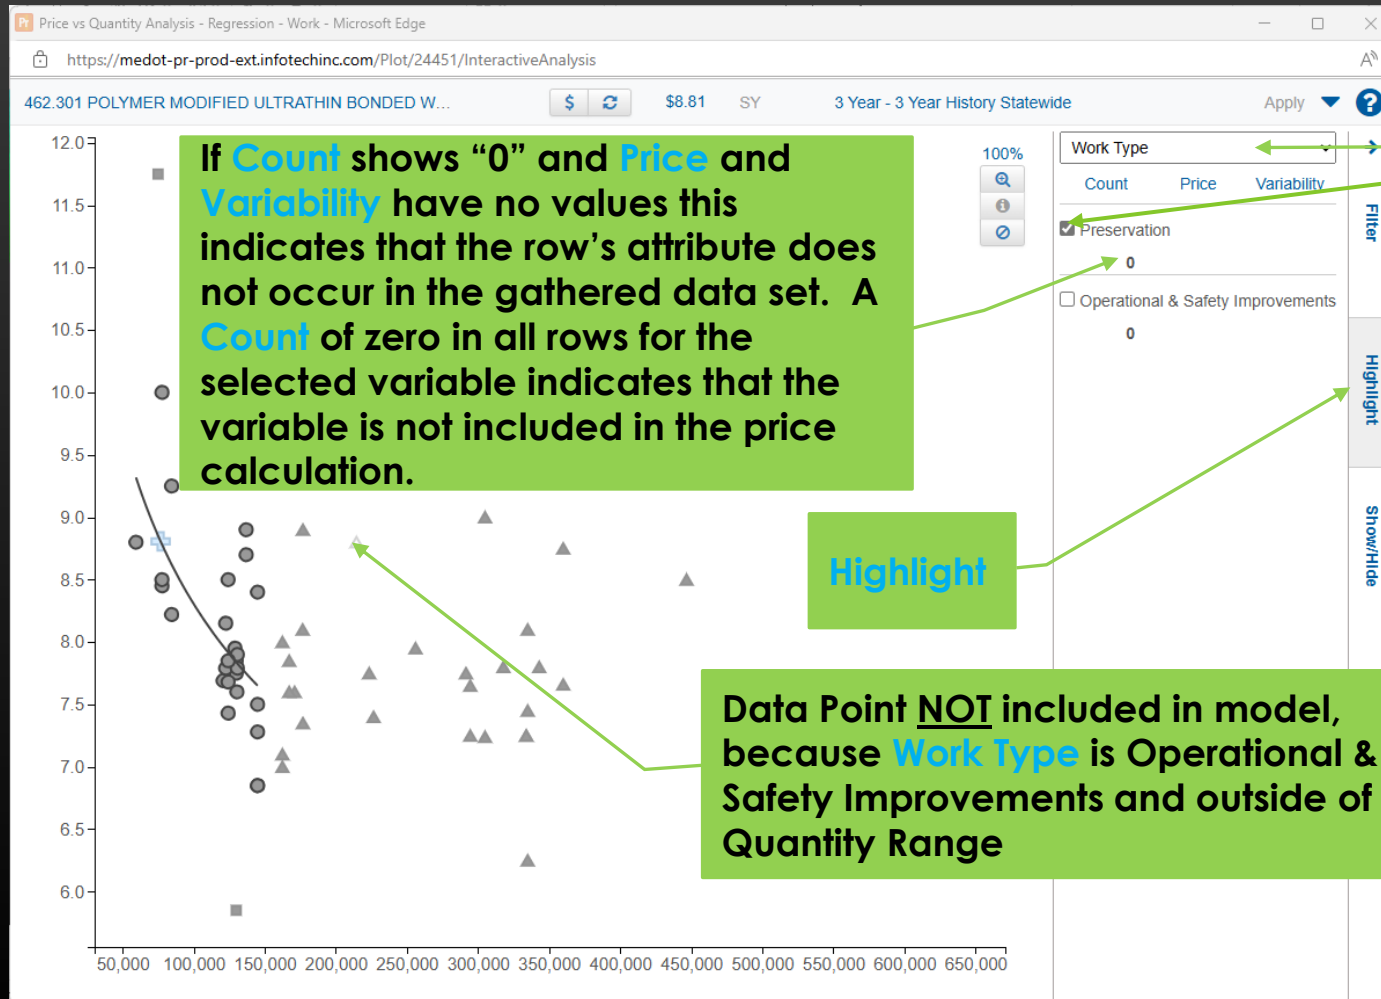 Pr Price vs Quantity Analysis - Regression - Work - Microsoft Edge
https://medot-pr-prod-ext.infotechinc.com/Plot/24451/InteractiveAnalysis
462.301 POLYMER MODIFIED ULTRATHIN BONDED W... $ $8.81 SY 3 Year - 3 Year History Statewide Apply ?
If Count shows “0” and Price and
Variability have no values this
indicates that the row’s attribute does
not occur in the gathered data set. A
Count of zero in all rows for the
selected variable indicates that the
variable is not included in the price
calculation.
100%
Work Type
Count Price Variability
Preservation
0
Operational & Safety Improvements
0
Filter
Highlight
Show/Hide
Highlight
Data Point NOT included in model,
because Work Type is Operational &
Safety Improvements and outside of
Quantity Range
12.0
11.5
11.0
10.5
10.0
9.5
9.0
8.5
8.0
7.5
7.0
6.5
6.0
50,000 100,000 150,000 200,000 250,000 300,000 350,000 400,000 450,000 500,000 550,000 600,000 650,000